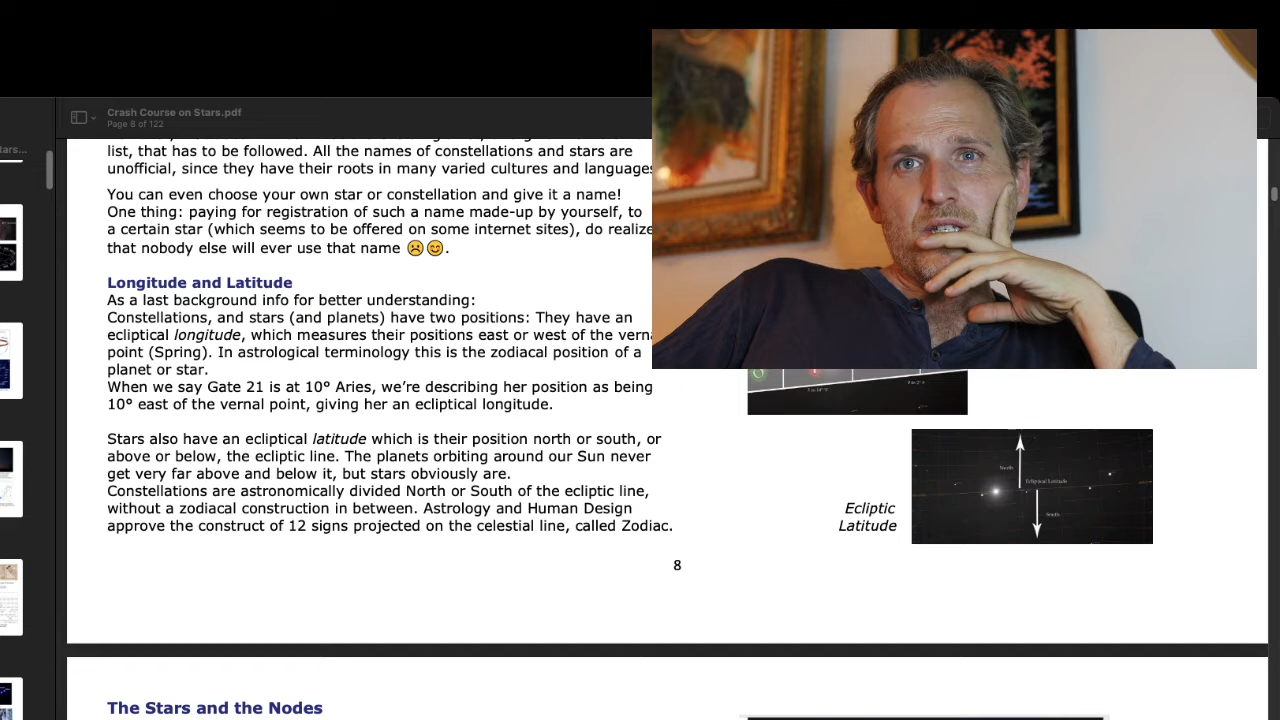 Crash Course on Stars.pdf
Page 8 of 122
list, that has to be followed. All the names of constellations and stars are
unofficial, since they have their roots in many varied cultures and languages
You can even choose your own star or constellation and give it a name!
One thing: paying for registration of such a name made-up by yourself, to
a certain star (which seems to be offered on some internet sites), do realize
that nobody else will ever use that name ☹️😊.
Longitude and Latitude
As a last background info for better understanding:
Constellations, and stars (and planets) have two positions: They have an
ecliptical longitude, which measures their positions east or west of the verna
point (Spring). In astrological terminology this is the zodiacal position of a
planet or star.
When we say Gate 21 is at 10° Aries, we’re describing her position as being
10° east of the vernal point, giving her an ecliptical longitude.
Stars also have an ecliptical latitude which is their position north or south, or
above or below, the ecliptic line. The planets orbiting around our Sun never
get very far above and below it, but stars obviously are.
Constellations are astronomically divided North or South of the ecliptic line,
without a zodiacal construction in between. Astrology and Human Design
approve the construct of 12 signs projected on the celestial line, called Zodiac.
North
Ecliptical Latitude
South
Ecliptic
Latitude
8
The Stars and the Nodes